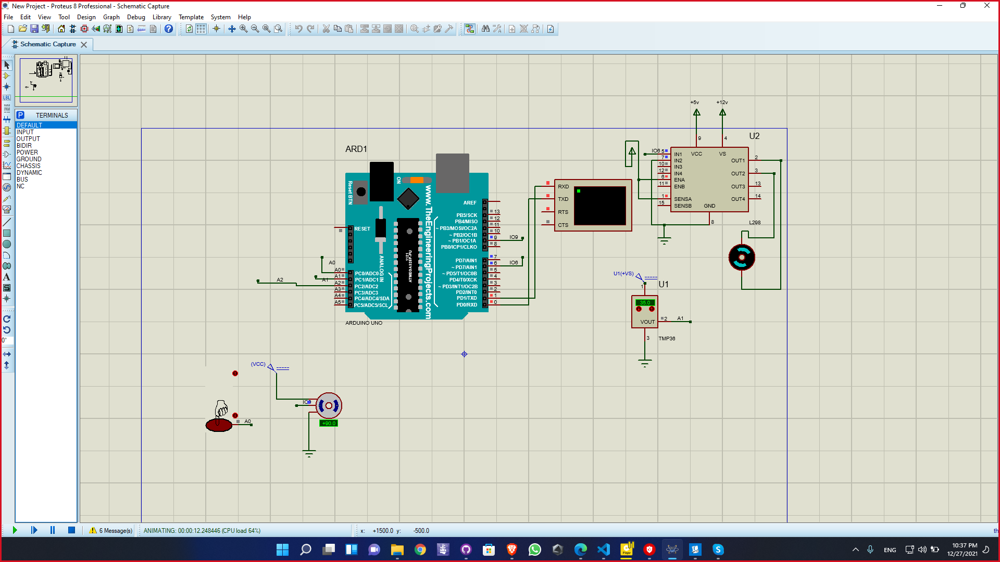 New Project - Proteus 8 Professional - Schematic Capture
File Edit View Tool Design Graph Debug Library Template System Help
Schematic Capture
P TERMINALS
DEFAULT
INPUT
OUTPUT
BIDIR
POWER
GROUND
CHASSIS
DYNAMIC
BUS
NC
LBL
A
S
0°
ARD1
Reset BTN
ON
www.TheEngineeringProjects.com
RESET
ANALOG IN
1121
ATMEGA328P-PU
AREF
PB5/SCK 13
PB4/MISO 12
~ PB3/MOSI/OC2A 11
~ PB2/OC1B 10
~ PB1/OC1A 9 IO9
PB0/ICP1/CLKO 8
PD7/AIN1 7
~ PD7/AIN1 6 IO6
~ PD5/T1/OC0B 5
PD4/T0/XCK 4
~ PD3/INT1/OC2B 3
PD2/INT0 2
PD1/TXD 1
PD0/RXD 0
A0
A0 PC0/ADC0
A1 A1 PC1/ADC1
A2 A2 PC2/ADC2
A3 PC3/ADC3
A4 PC4/ADC4/SDA
A5 PC5/ADC5/SCL
ARDUINO UNO
RXD
TXD
RTS
CTS
+5v +12v
9 4
U2
IO6 5 IN1 VCC VS
7 IN2 OUT1 2
10 IN3
12 IN4 OUT2 3
6 ENA
11 ENB OUT3 13
1 SENSA OUT4 14
15 SENSB GND
8
L298
U1(+VS)
1 U1
35.0
VOUT 2 A1
3 TMP36
(VCC)
+90.0
A0
6 Message(s) ANIMATING: 00:00:12.248446 (CPU load 64%) x: +1500.0 y: -500.0 th
ENG
10:37 PM
12/27/2021